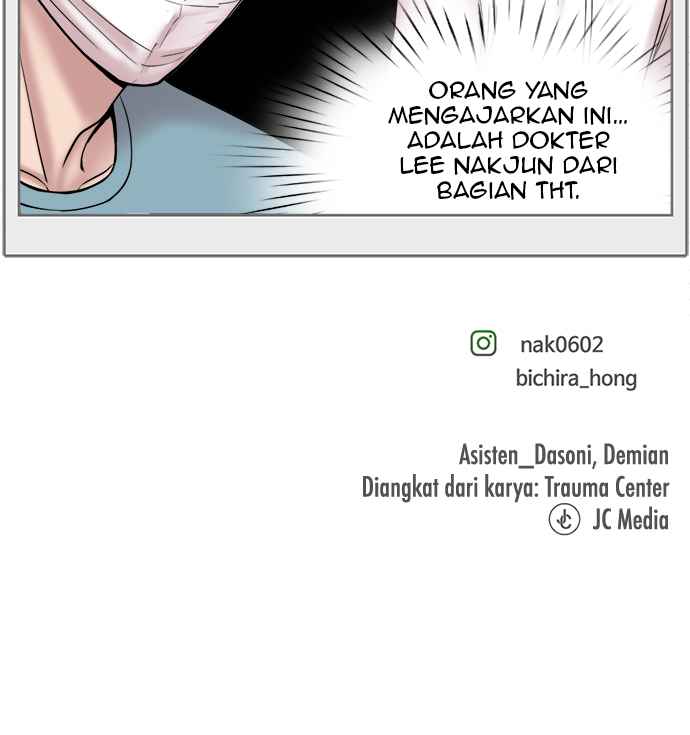 ORANG YANG
MENGAJARKAN INI...
ADALAH DOKTER
LEE NAKJUN DARI
BAGIAN THT.
nak0602
bichira_hong
Asisten_Dasoni, Demian
Diangkat dari karya: Trauma Center
JC JC Media